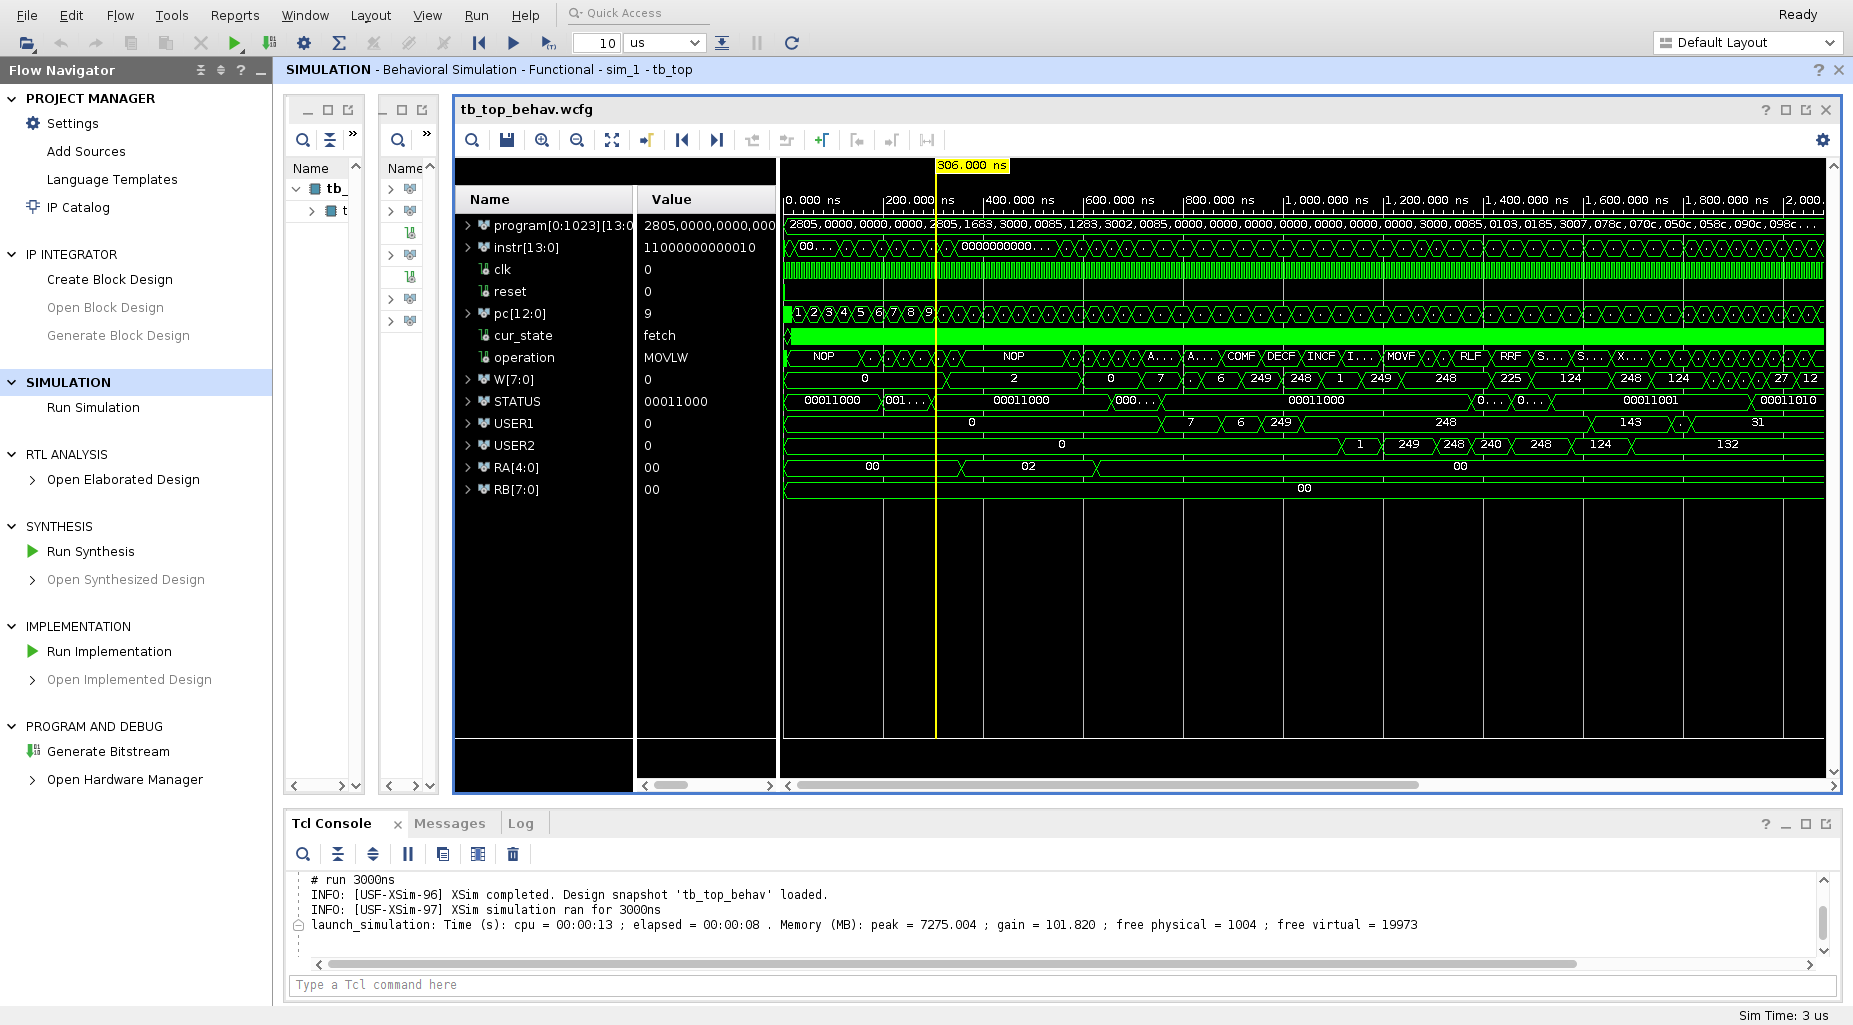 File Edit Flow Tools Reports Window Layout View Run Help Quick Access Ready
10 us Default Layout
Flow Navigator
SIMULATION - Behavioral Simulation - Functional - sim_1 - tb_top
PROJECT MANAGER
Settings
Add Sources
Language Templates
IP Catalog
IP INTEGRATOR
Create Block Design
Open Block Design
Generate Block Design
SIMULATION
Run Simulation
RTL ANALYSIS
Open Elaborated Design
SYNTHESIS
Run Synthesis
Open Synthesized Design
IMPLEMENTATION
Run Implementation
Open Implemented Design
PROGRAM AND DEBUG
Generate Bitstream
Open Hardware Manager
Name
tb_
t
Name
tb_top_behav.wcfg
306.000 ns
Name Value
0.000 ns 200.000 ns 400.000 ns 600.000 ns 800.000 ns 1,000.000 ns 1,200.000 ns 1,400.000 ns 1,600.000 ns 1,800.000 ns 2,000.
program[0:1023][13:0 2805,0000,0000,000 2805,0000,0000,0000,2805,1683,3000,0085,1283,3002,0085,0000,0000,0000,0000,0000,0000,3000,0085,0103,0185,3007,078c,050c,058c,090c,098c...
instr[13:0] 11000000000010 00... 0000000000...
clk 0
reset 0
pc[12:0] 9 1 2 3 4 5 6 7 8 9
cur_state fetch
operation MOVLW NOP NOP A... A... COMF DECF INCF I... MOVF RLF RRF S... S... X...
W[7:0] 0 0 2 0 7 . 6 249 248 1 249 248 225 124 248 124 27 12
STATUS 00011000 00011000 001... 00011000 000... 00011000 0... 0... 00011001 00011010
USER1 0 0 7 6 249 248 143 . 31
USER2 0 0 1 249 248 240 248 124 132
RA[4:0] 00 00 02 00
RB[7:0] 00 00
Tcl Console Messages Log
# run 3000ns
INFO: [USF-XSim-96] XSim completed. Design snapshot 'tb_top_behav' loaded.
INFO: [USF-XSim-97] XSim simulation ran for 3000ns
launch_simulation: Time (s): cpu = 00:00:13 ; elapsed = 00:00:08 . Memory (MB): peak = 7275.004 ; gain = 101.820 ; free physical = 1004 ; free virtual = 19973
Type a Tcl command here
Sim Time: 3 us